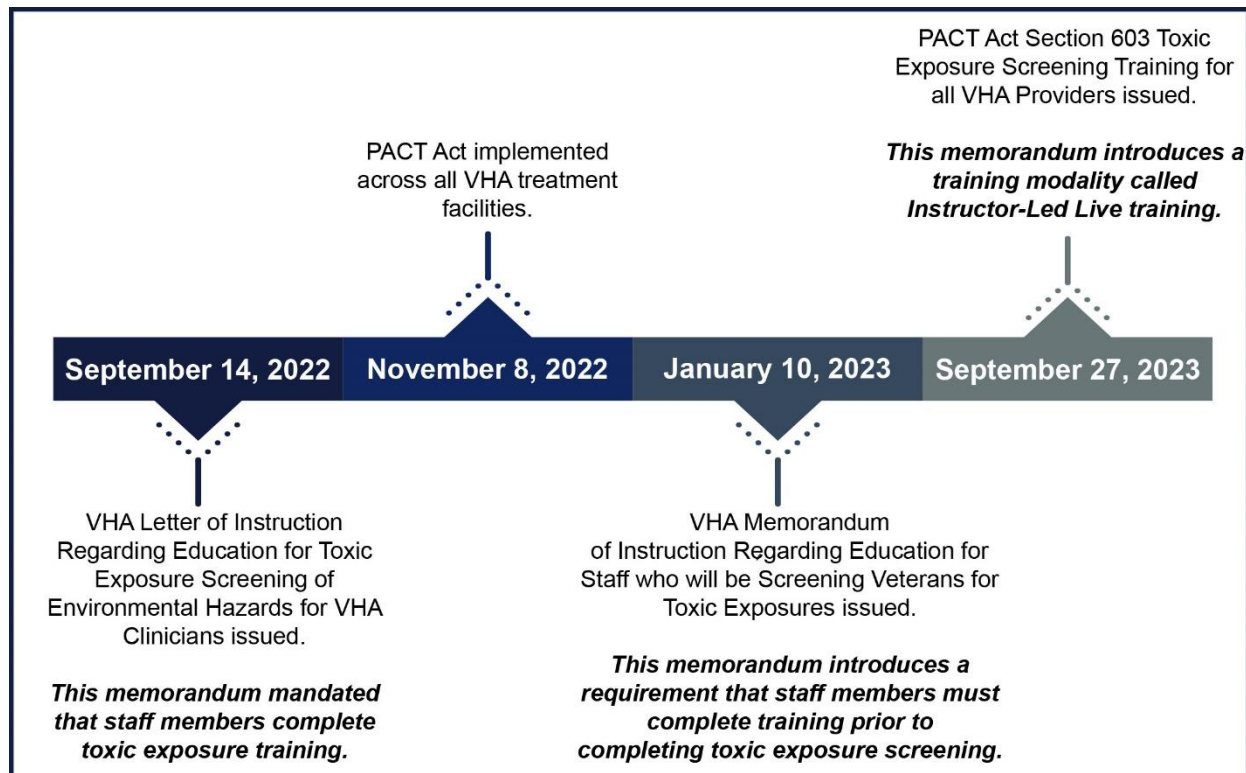 PACT Act Section 603 Toxic
Exposure Screening Training for
all VHA Providers issued.
This memorandum introduces a
training modality called
Instructor-Led Live training.
PACT Act implemented
across all VHA treatment
facilities.
September 14, 2022
November 8, 2022
January 10, 2023
September 27, 2023
VHA Letter of Instruction
Regarding Education for Toxic
Exposure Screening of
Environmental Hazards for VHA
Clinicians issued.
This memorandum mandated
that staff members complete
toxic exposure training.
VHA Memorandum
of Instruction Regarding Education for
Staff who will be Screening Veterans for
Toxic Exposures issued.
This memorandum introduces a
requirement that staff members must
complete training prior to
completing toxic exposure screening.